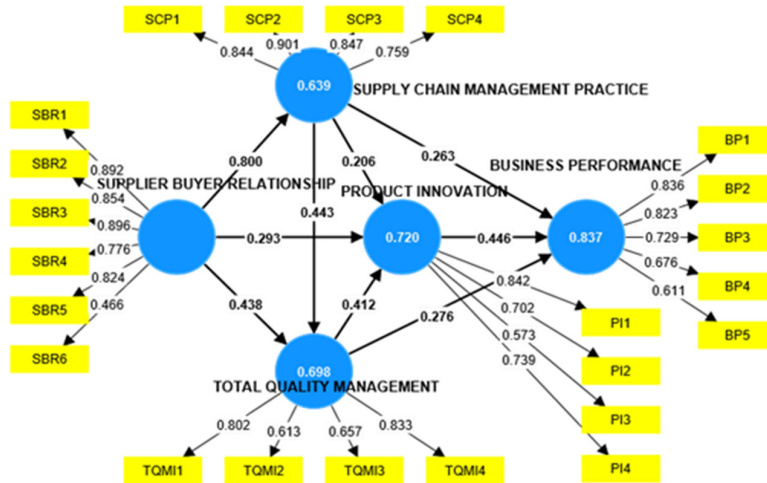 SCP1 SCP2 SCP3 SCP4
0.844 0.901 0.847 0.759
0.639
SUPPLY CHAIN MANAGEMENT PRACTICE
SBR1
SBR2
SBR3
SBR4
SBR5
SBR6
0.892
0.854
0.896
0.776
0.824
0.466
SUPPLIER BUYER RELATIONSHIP
0.800
0.206
0.263
0.443
0.293
0.438
PRODUCT INNOVATION
0.720
0.446
0.412
0.276
BUSINESS PERFORMANCE
0.837
0.836
0.823
0.729
0.676
0.611
BP1
BP2
BP3
BP4
BP5
0.842
0.702
0.573
0.739
PI1
PI2
PI3
PI4
0.698
TOTAL QUALITY MANAGEMENT
0.802 0.613 0.657 0.833
TQMI1 TQMI2 TQMI3 TQMI4